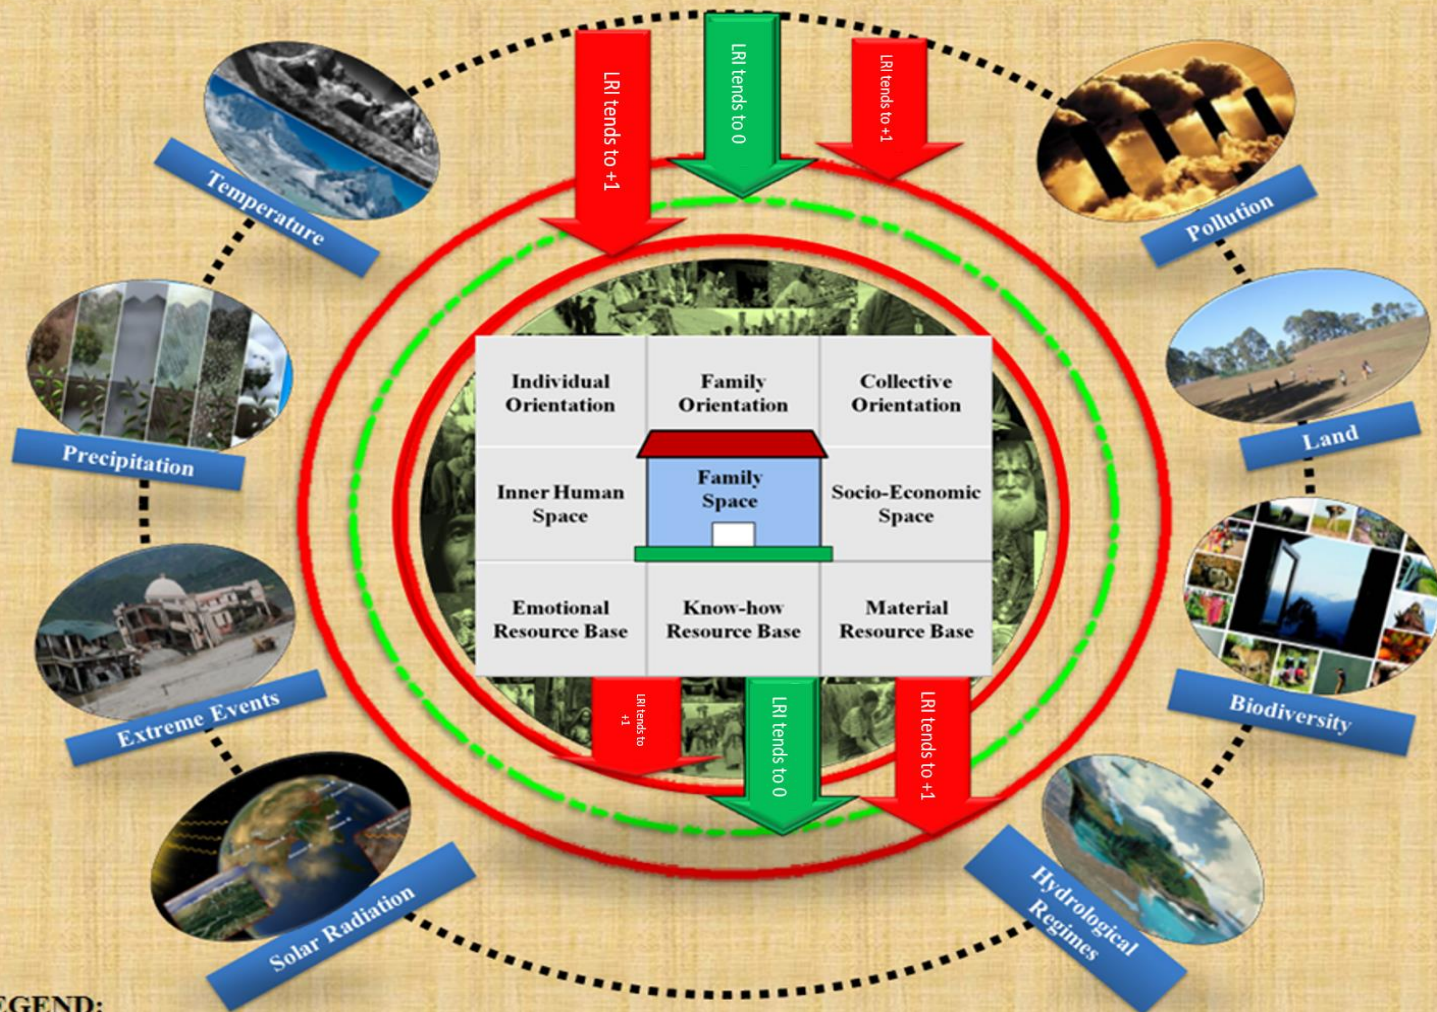 LRI tends to +1
LRI tends to 0
LRI tends to +1
Temperature
Pollution
Precipitation
Land
Individual
Orientation
Family
Orientation
Collective
Orientation
Inner Human
Space
Family
Space
Socio-Economic
Space
Emotional
Resource Base
Know-how
Resource Base
Material
Resource Base
Extreme Events
Biodiversity
LRI tends to
+1
LRI tends to 0
LRI tends to +1
Solar Radiation
Hydrological
Regimes
EGEND: